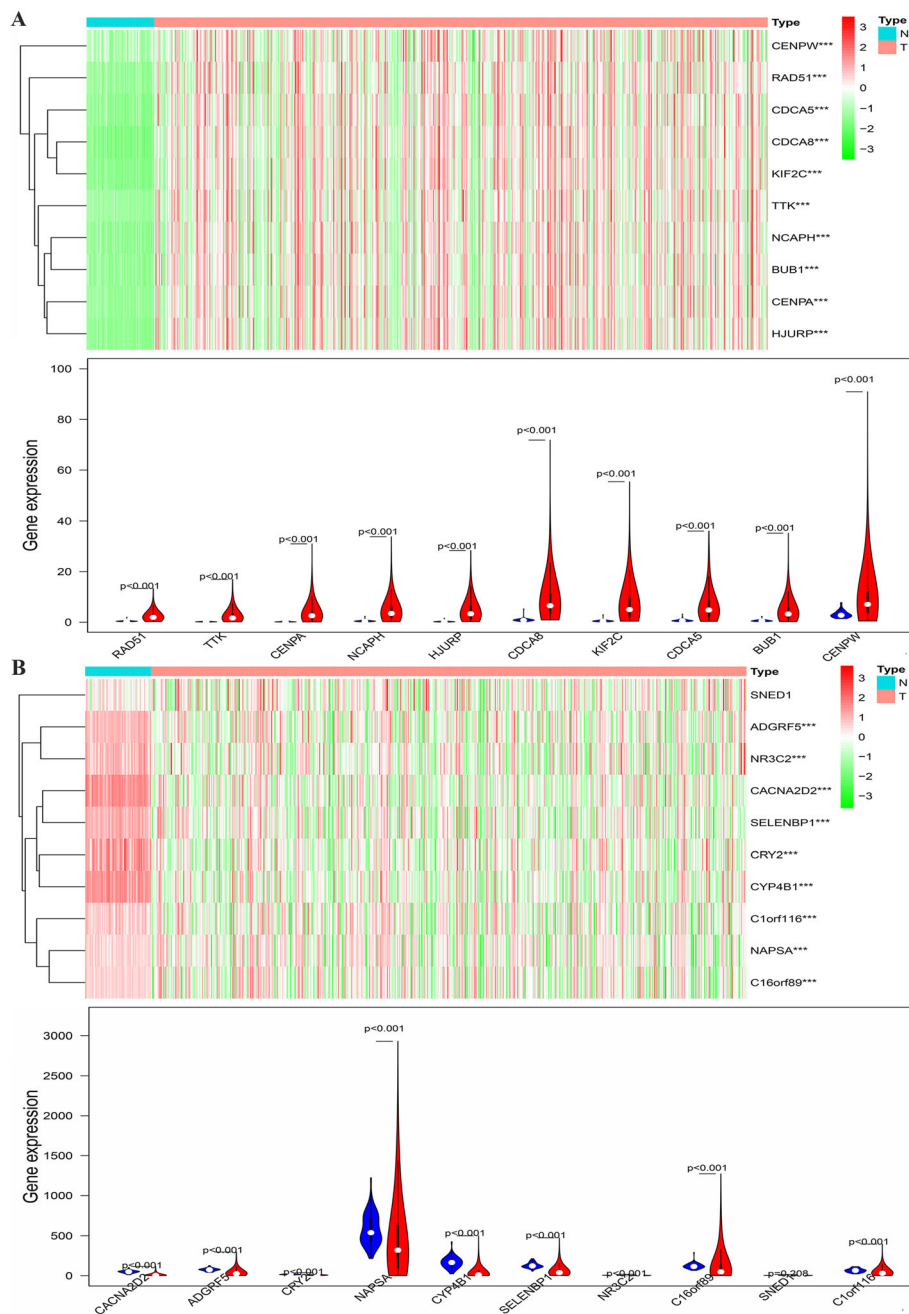 A
Type
Type
N
T
3
2
1
0
−1
−2
−3
CENPW***
RAD51***
CDCA5***
CDCA8***
KIF2C***
TTK***
NCAPH***
BUB1***
CENPA***
HJURP***
Gene expression
100
80
60
40
20
0
p<0.001
p<0.001
p<0.001
p<0.001
p<0.001
p<0.001
p<0.001
p<0.001
p<0.001
p<0.001
RAD51
TTK
CENPA
NCAPH
HJURP
CDCA8
KIF2C
CDCA5
BUB1
CENPW
B
Type
Type
N
T
3
2
1
0
−1
−2
−3
SNED1
ADGRF5***
NR3C2***
CACNA2D2***
SELENBP1***
CRY2***
CYP4B1***
C1orf116***
NAPSA***
C16orf89***
Gene expression
3000
2500
2000
1500
1000
500
0
p<0.001
p<0.001
p<0.001
p<0.001
p<0.001
p<0.001
p<0.001
p<0.001
p=0.208
p<0.001
CACNA2D2
ADGRF5
CRY2
NAPSA
CYP4B1
SELENBP1
NR3C2
C16orf89
SNED1
C1orf116